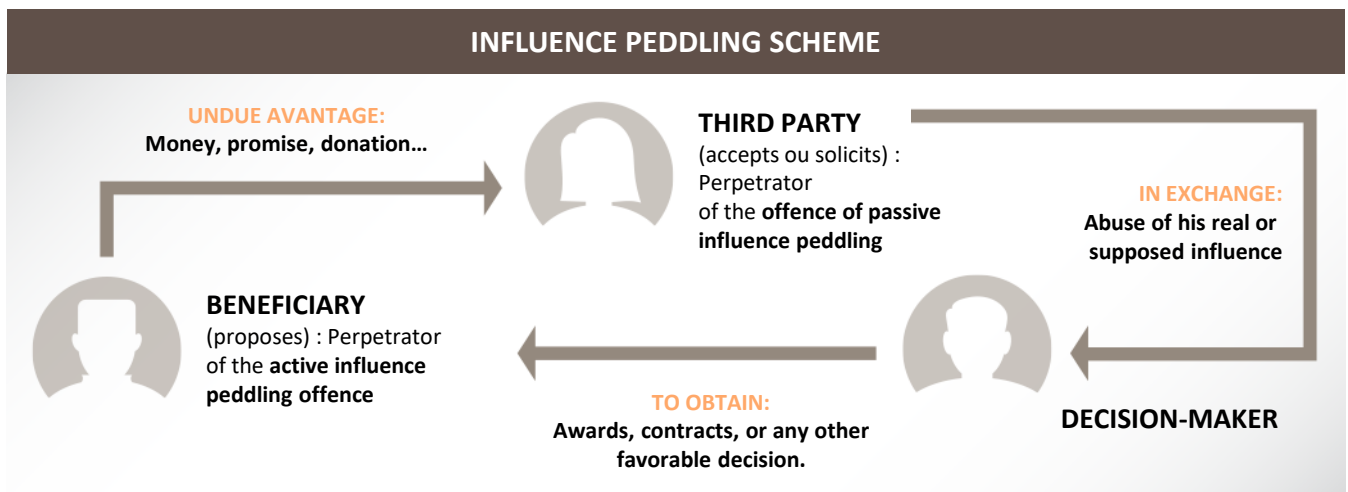 INFLUENCE PEDDLING SCHEME
UNDUE AVANTAGE:
Money, promise, donation…
THIRD PARTY
(accepts ou solicits) :
Perpetrator
of the offence of passive
influence peddling
IN EXCHANGE:
Abuse of his real or
supposed influence
BENEFICIARY
(proposes) : Perpetrator
of the active influence
peddling offence
TO OBTAIN:
Awards, contracts, or any other
favorable decision.
DECISION-MAKER